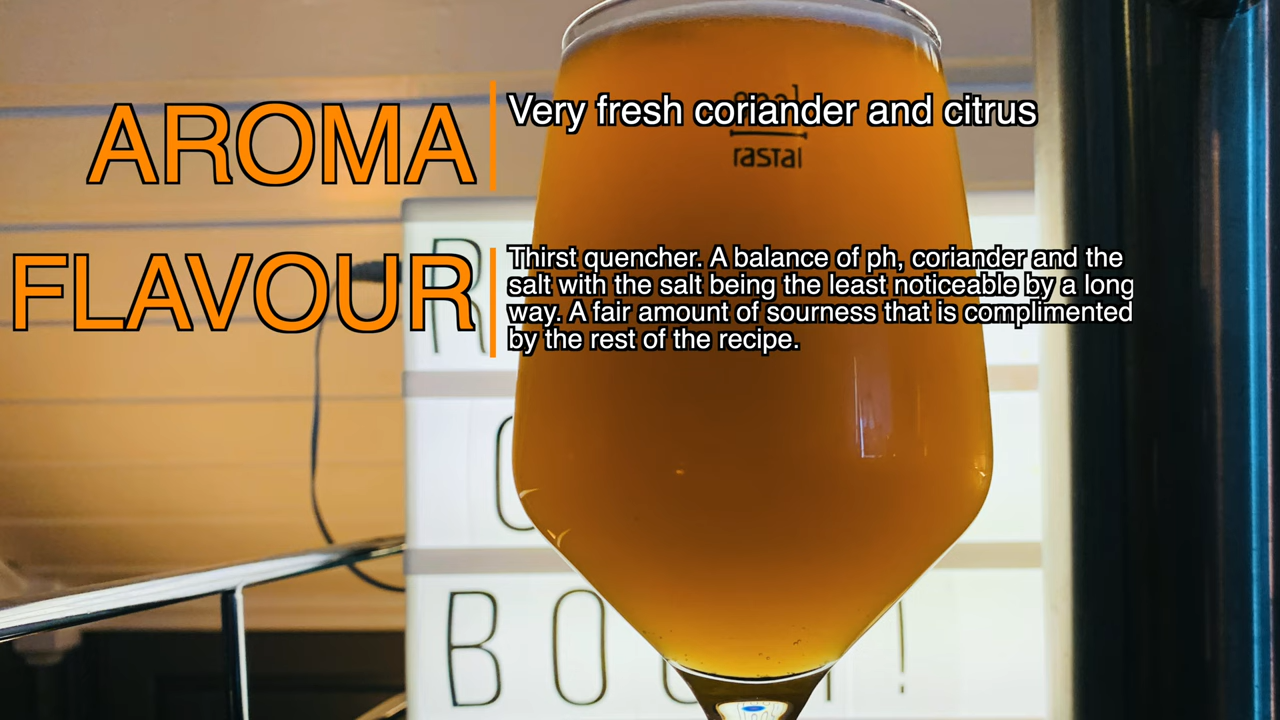 AROMA
Very fresh coriander and citrus
rastal
FLAVOUR
Thirst quencher. A balance of ph, coriander and the
salt with the salt being the least noticeable by a long
way. A fair amount of sourness that is complimented
by the rest of the recipe.